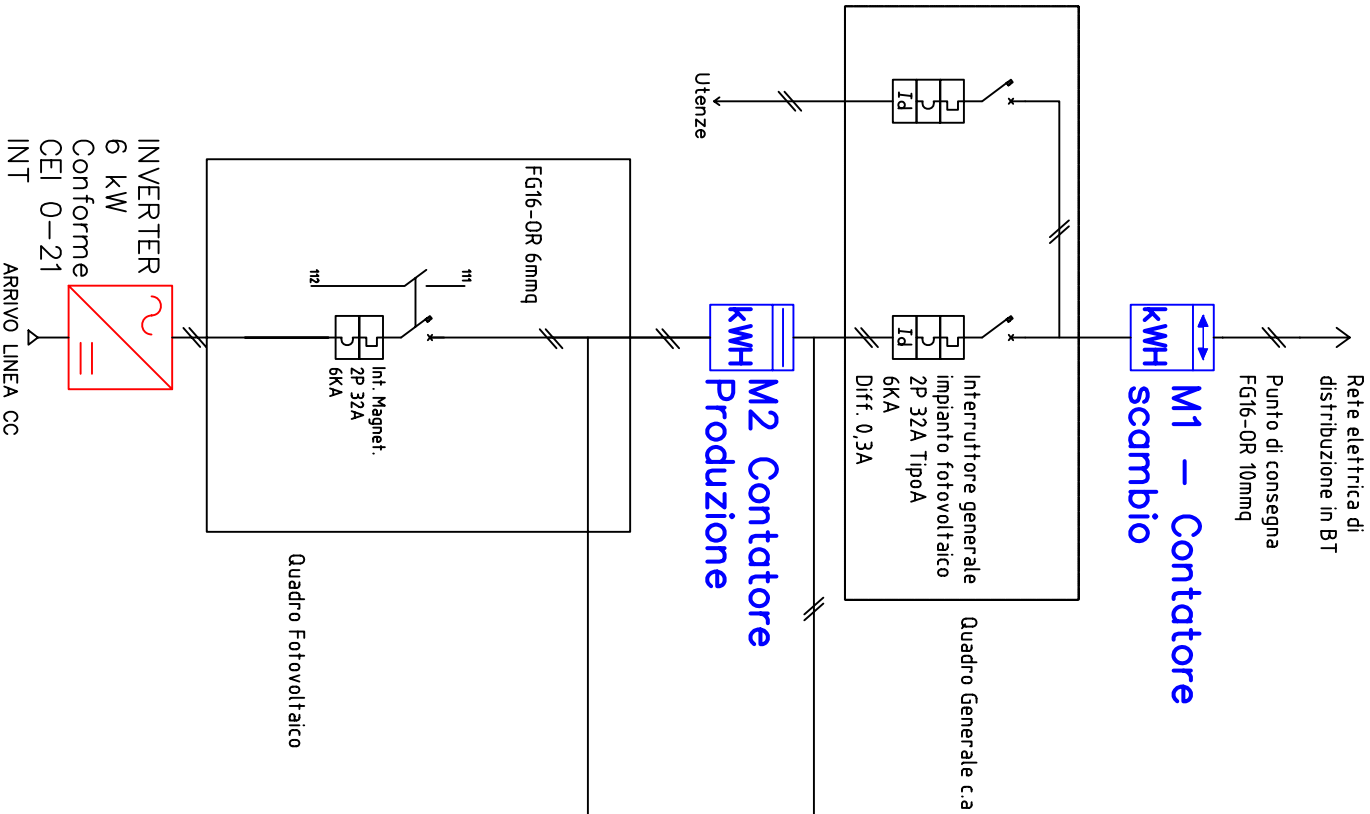 Rete elettrica di
distribuzione in BT
Punto di consegna
FG16-OR 10mmq
M1 – Contatore
scambio
kWH
Quadro Generale c.a
Id
Utenze
Id
Interruttore generale
impianto fotovoltaico
2P 32A TipoA
6KA
Diff. 0,3A
kWH
M2 Contatore
Produzione
FG16-OR 6mmq
111
112
Int. Magnet.
2P 32A
6KA
Quadro Fotovoltaico
INVERTER
6 kW
Conforme
CEI 0–21
INT
ARRIVO LINEA CC